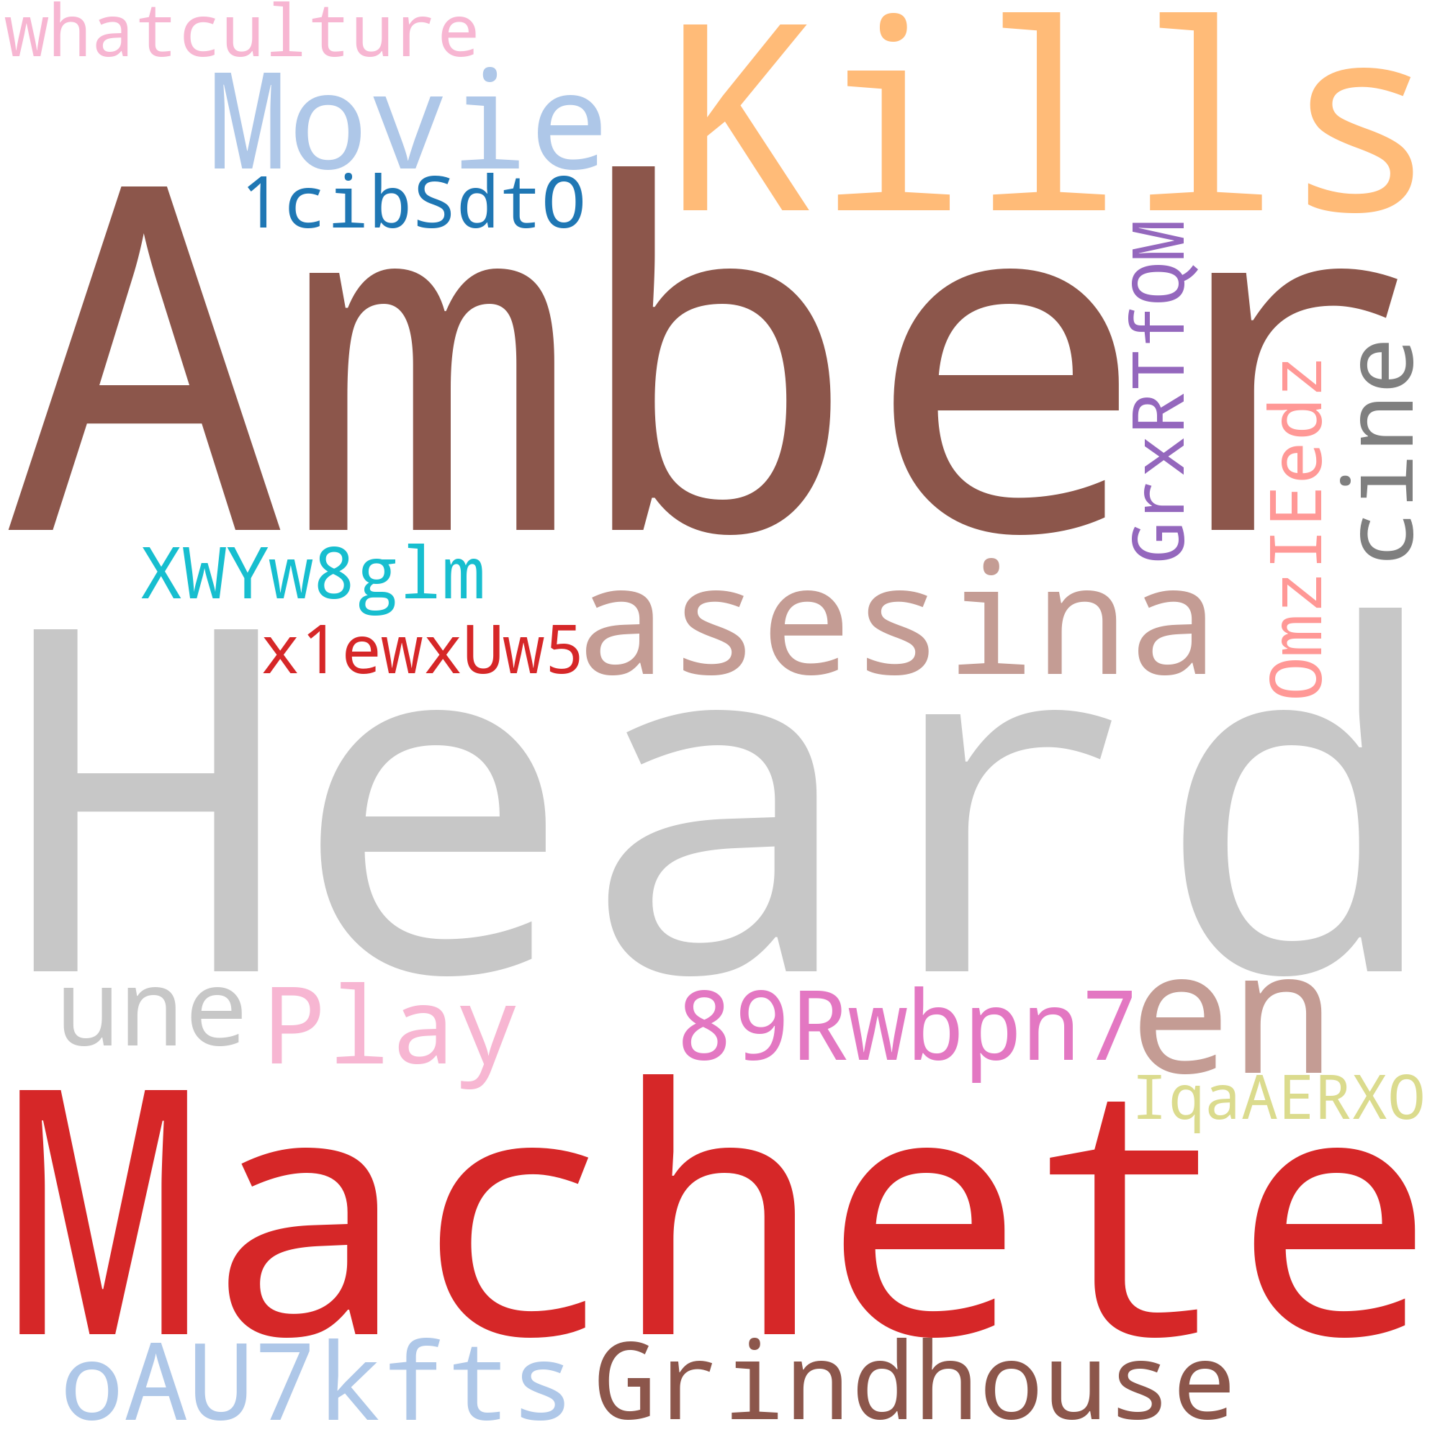 whatculture
Movie
Kills
1cibSdtO
Amber
GrxRTfQM
OmzIEedz
cine
XWYw8glm
asesina
x1ewxUw5
Heard
une
Play
89Rwbpn7
en
IqaAERXO
Machete
oAU7kfts
Grindhouse